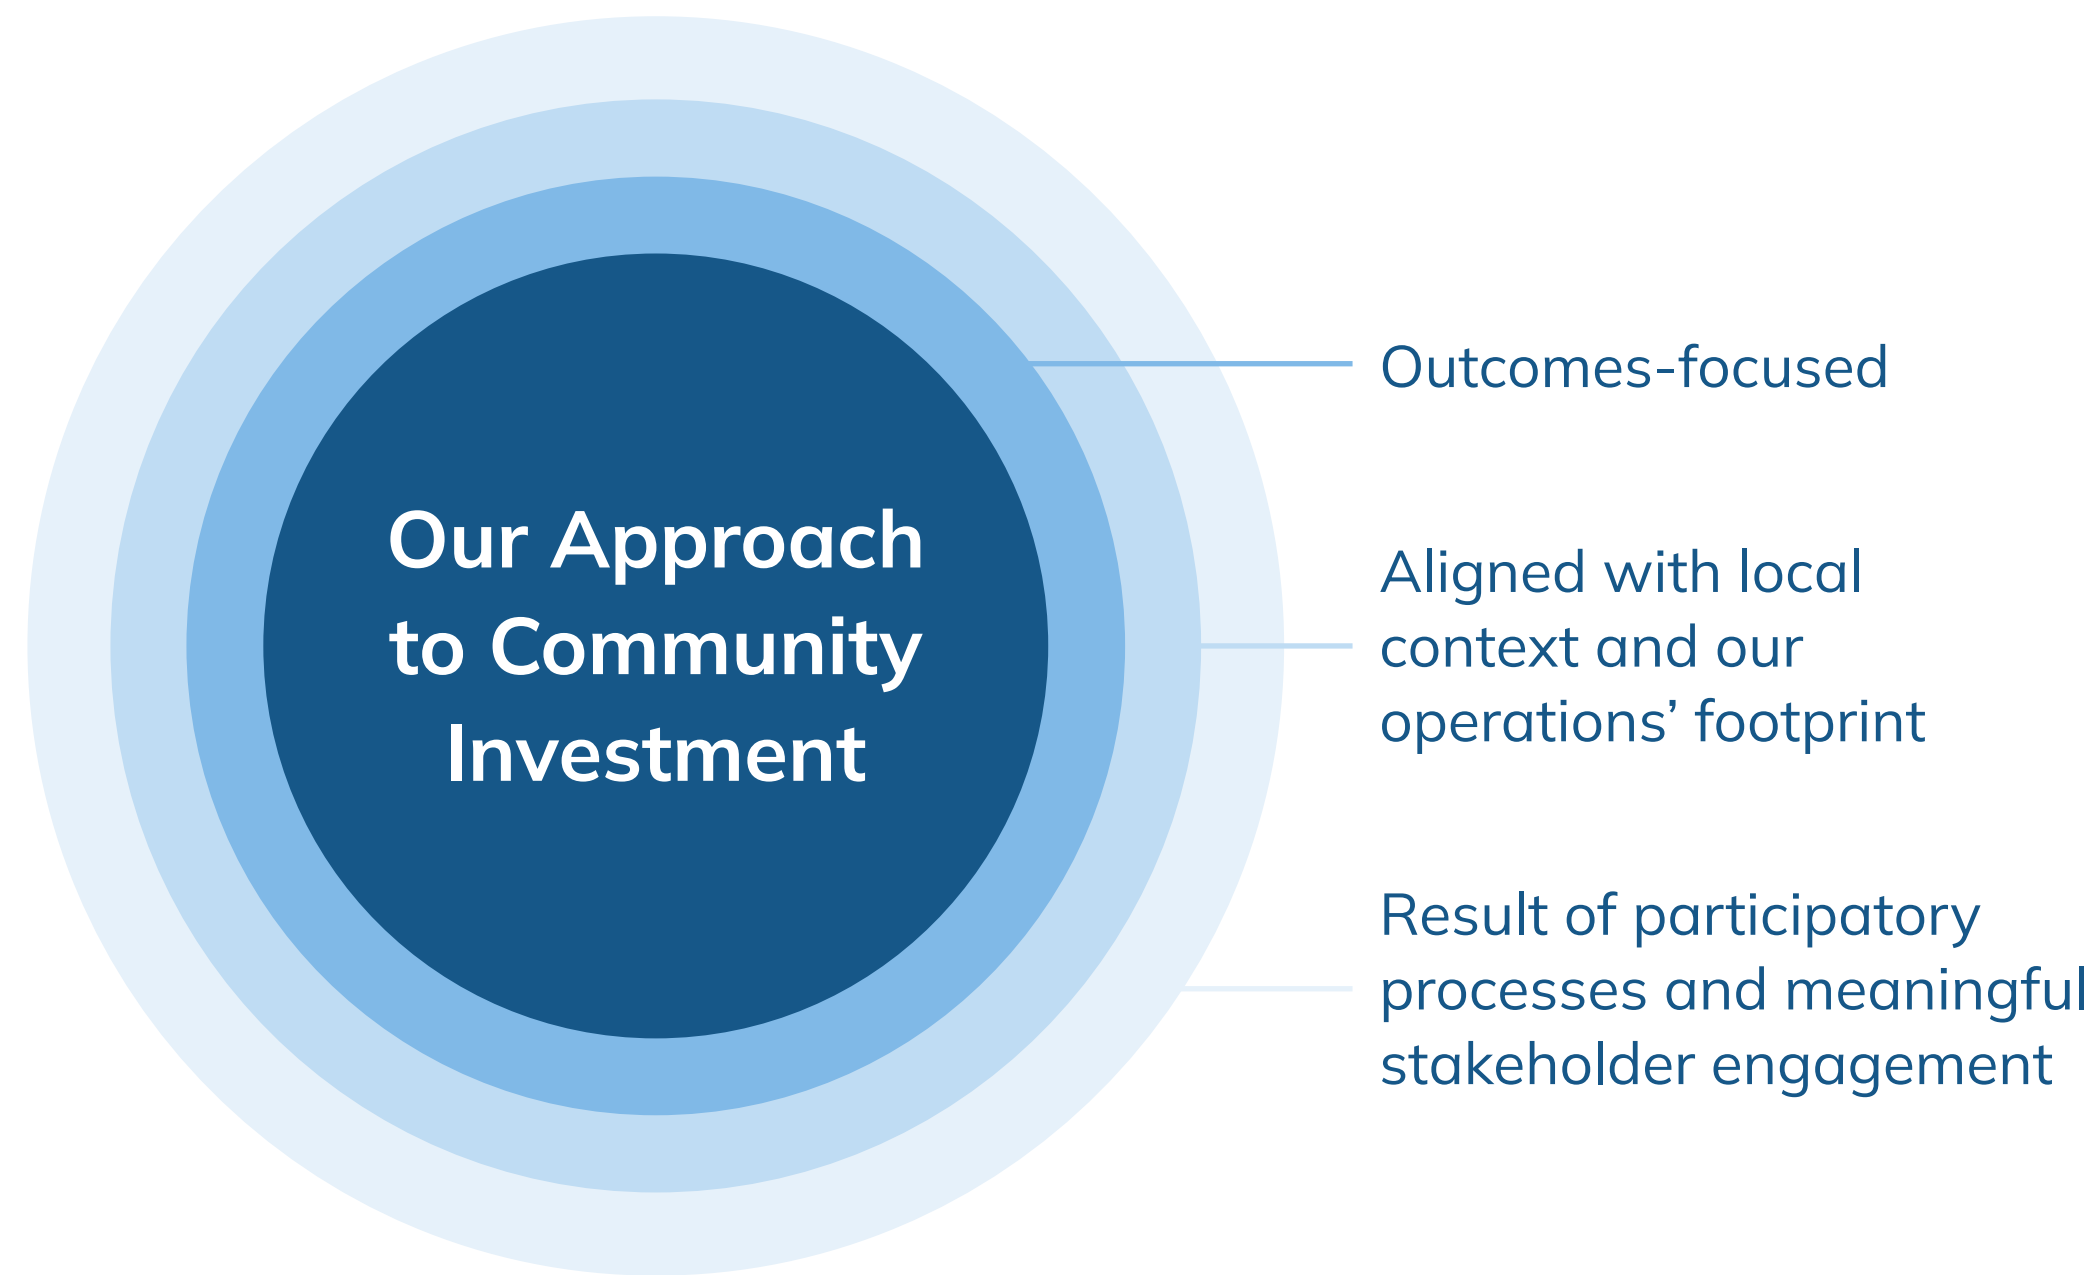 Our Approach
to Community
Investment
Outcomes-focused
Aligned with local
context and our
operations’ footprint
Result of participatory
processes and meaningful
stakeholder engagement